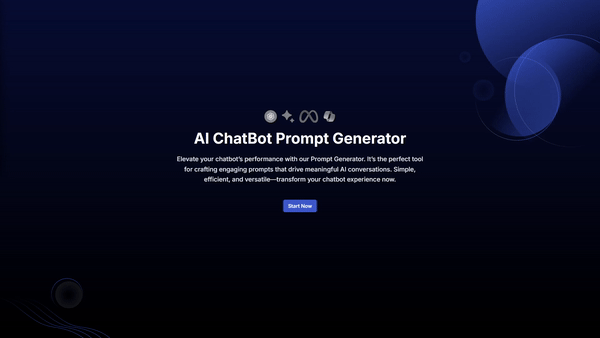 AI ChatBot Prompt Generator
Elevate your chatbot's performance with our Prompt Generator. It's the perfect tool
for crafting engaging prompts that drive meaningful AI conversations. Simple,
efficient, and versatile—transform your chatbot experience now.
Start Now